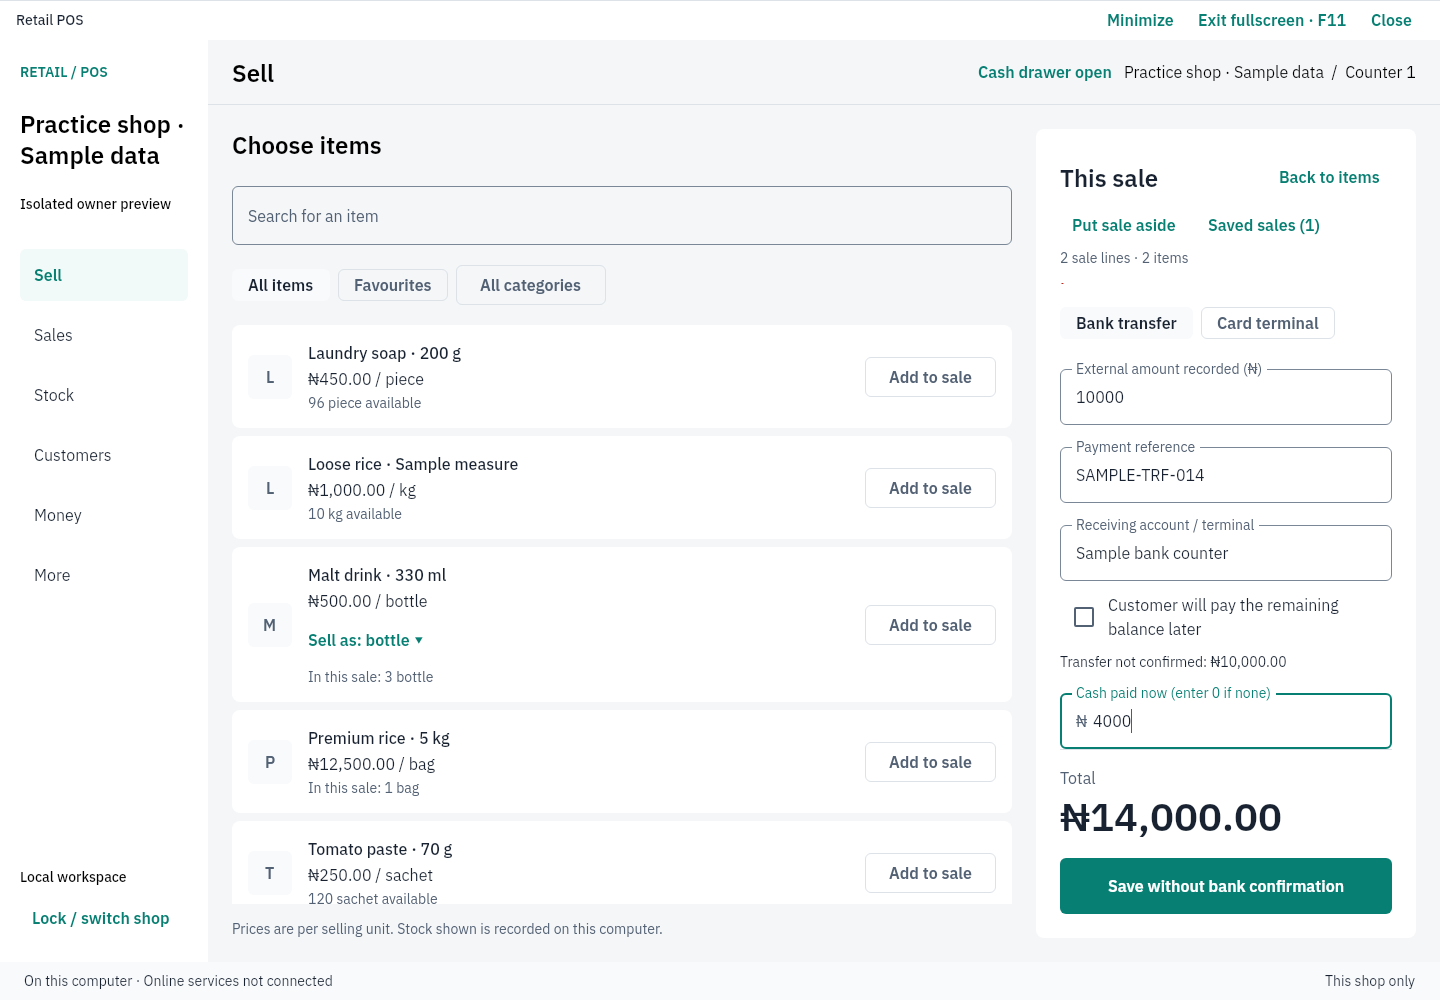 Retail POS
Minimize
Exit fullscreen · F11
Close
RETAIL / POS
Practice shop ·
Sample data
Isolated owner preview
Sell
Sales
Stock
Customers
Money
More
Local workspace
Lock / switch shop
Sell
Cash drawer open
Practice shop · Sample data / Counter 1
Choose items
Search for an item
All items
Favourites
All categories
L
Laundry soap · 200 g
₦450.00 / piece
96 piece available
Add to sale
L
Loose rice · Sample measure
₦1,000.00 / kg
10 kg available
Add to sale
M
Malt drink · 330 ml
₦500.00 / bottle
Sell as: bottle ▾
In this sale: 3 bottle
Add to sale
P
Premium rice · 5 kg
₦12,500.00 / bag
In this sale: 1 bag
Add to sale
T
Tomato paste · 70 g
₦250.00 / sachet
120 sachet available
Add to sale
Prices are per selling unit. Stock shown is recorded on this computer.
This sale
Back to items
Put sale aside
Saved sales (1)
2 sale lines · 2 items
Bank transfer
Card terminal
External amount recorded (₦)
10000
Payment reference
SAMPLE-TRF-014
Receiving account / terminal
Sample bank counter
Customer will pay the remaining
balance later
Transfer not confirmed: ₦10,000.00
Cash paid now (enter 0 if none)
₦ 4000
Total
₦14,000.00
Save without bank confirmation
On this computer · Online services not connected
This shop only